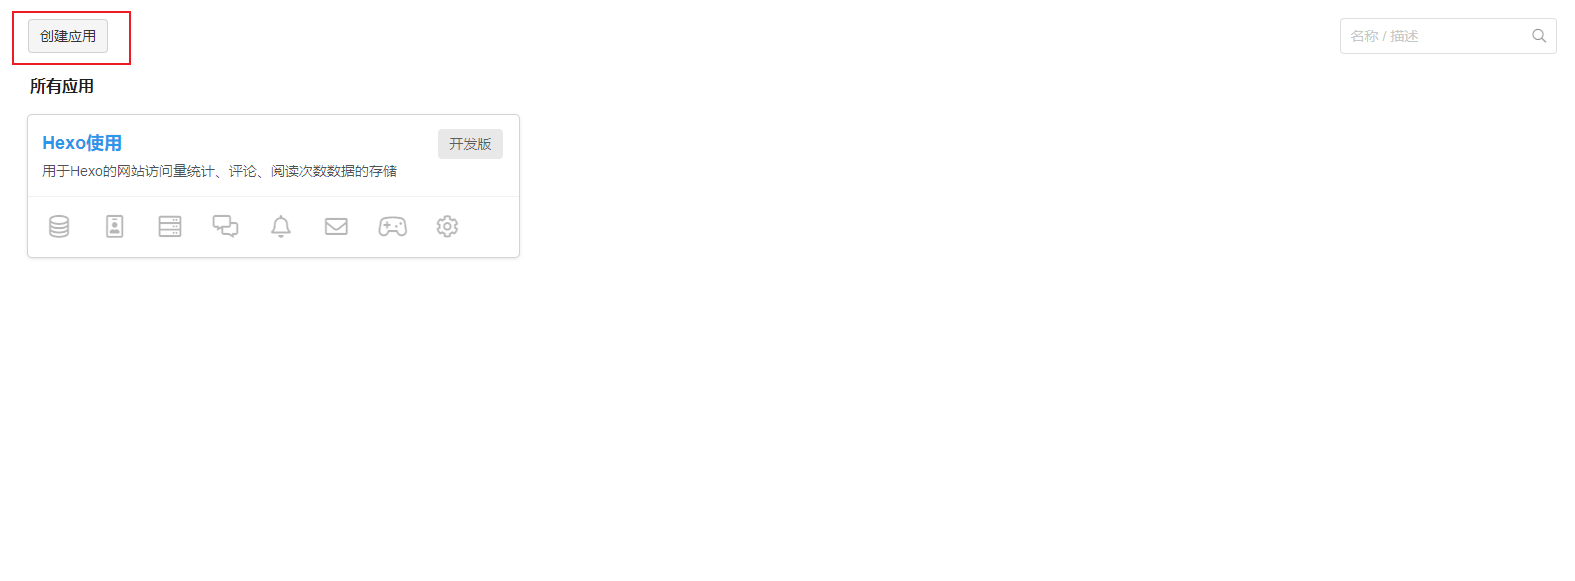 创建应用
名称 / 描述
所有应用
Hexo使用
开发版
用于Hexo的网站访问量统计、评论、阅读次数数据的存储